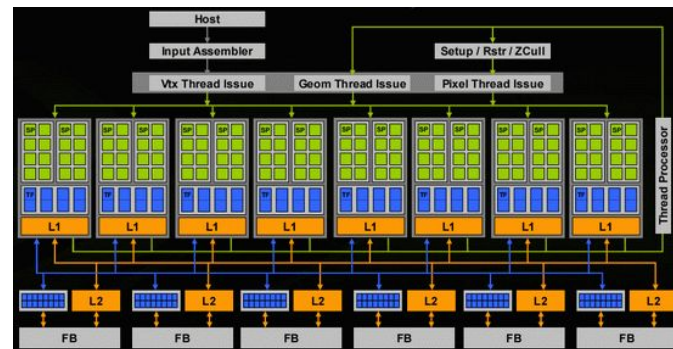 Host
Input Assembler
Setup / Rstr / ZCull
Vtx Thread Issue
Geom Thread Issue
Pixel Thread Issue
SP SP SP SP SP SP SP SP SP SP SP SP SP SP SP SP
TF TF TF TF TF TF TF TF
L1 L1 L1 L1 L1 L1 L1 L1
Thread Processor
L2 L2 L2 L2 L2 L2
FB FB FB FB FB FB